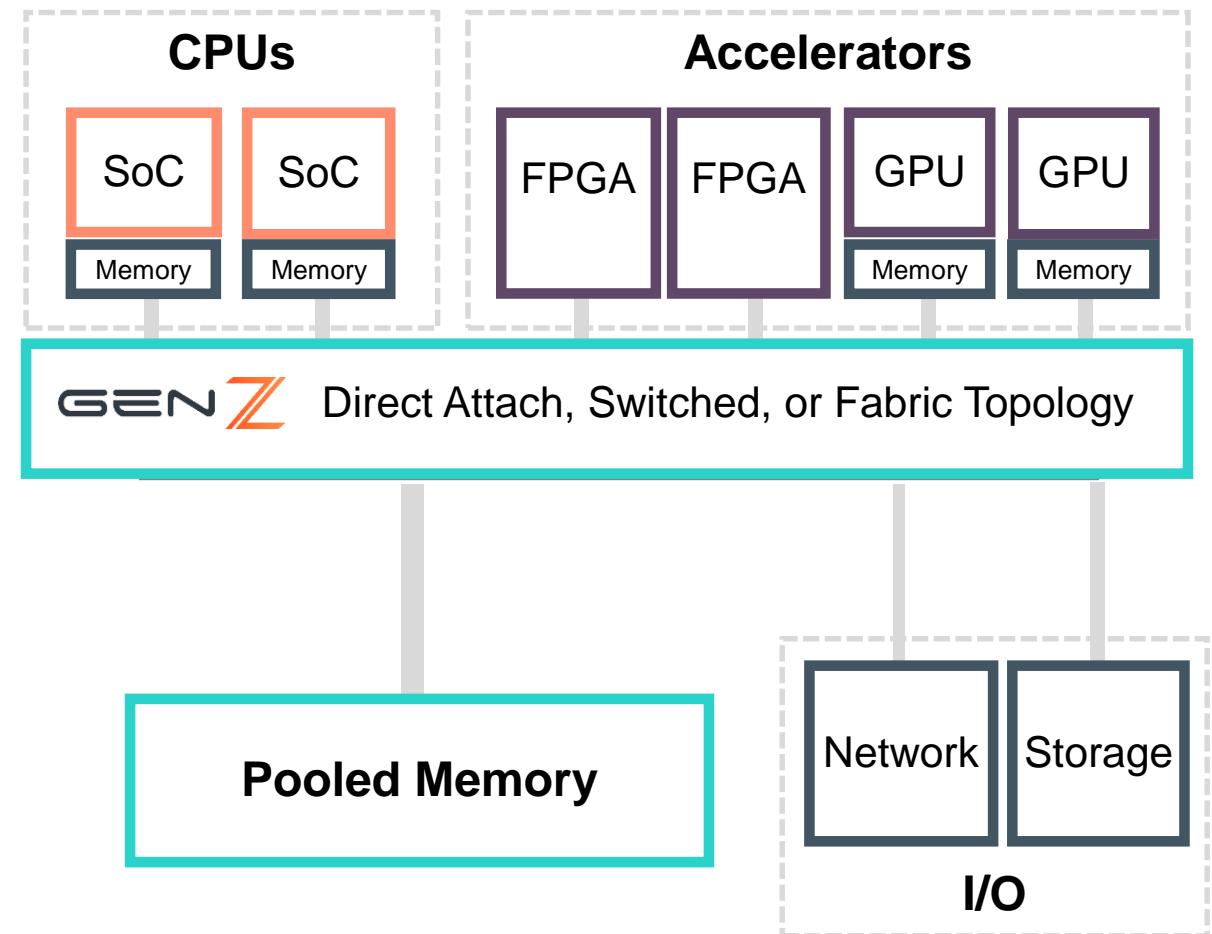 CPUs
Accelerators
SoC
SoC
FPGA
FPGA
GPU
GPU
Memory
Memory
Memory
Memory
GENZ Direct Attach, Switched, or Fabric Topology
Pooled Memory
Network
Storage
I/O